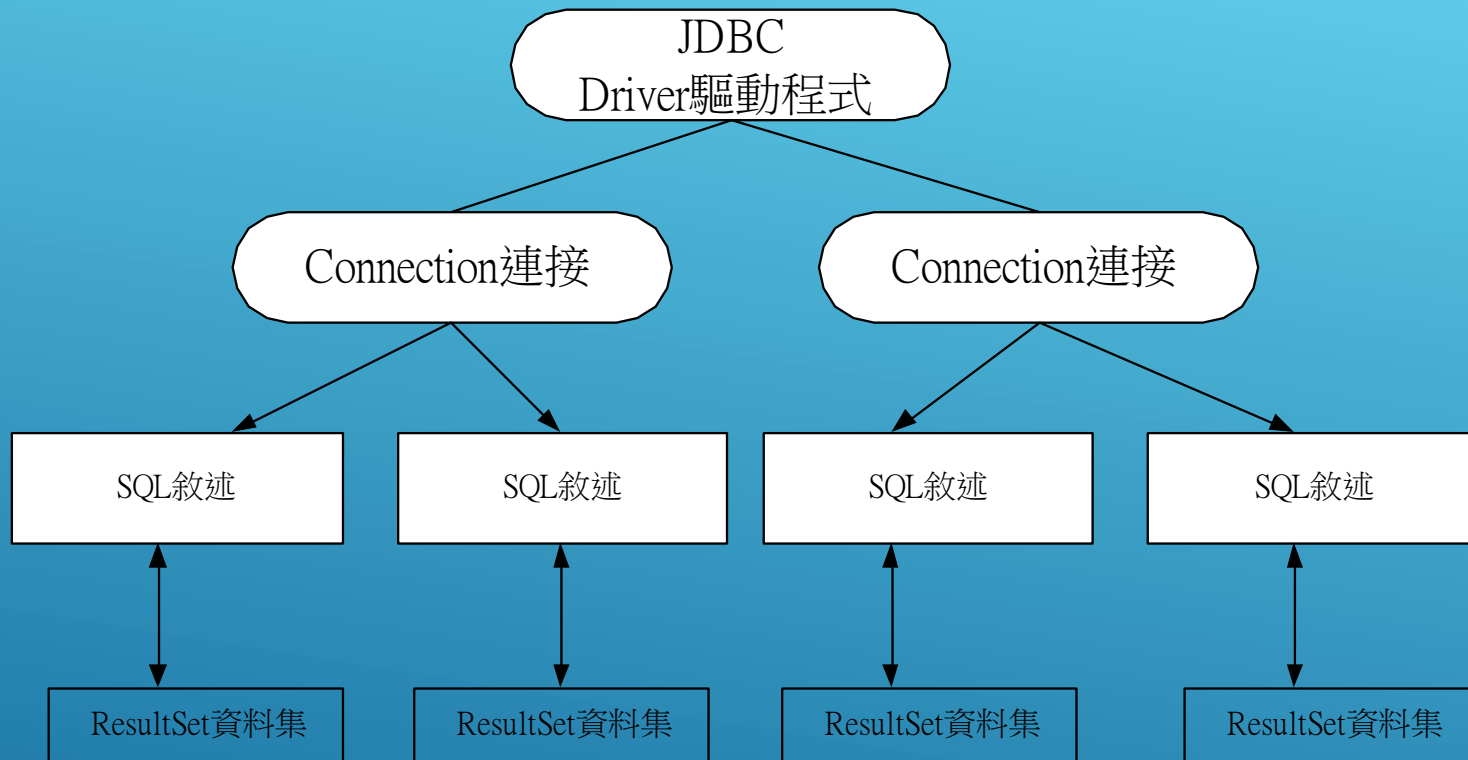 JDBC
Driver驅動程式
Connection連接
Connection連接
SQL敘述
SQL敘述
SQL敘述
SQL敘述
ResultSet資料集
ResultSet資料集
ResultSet資料集
ResultSet資料集